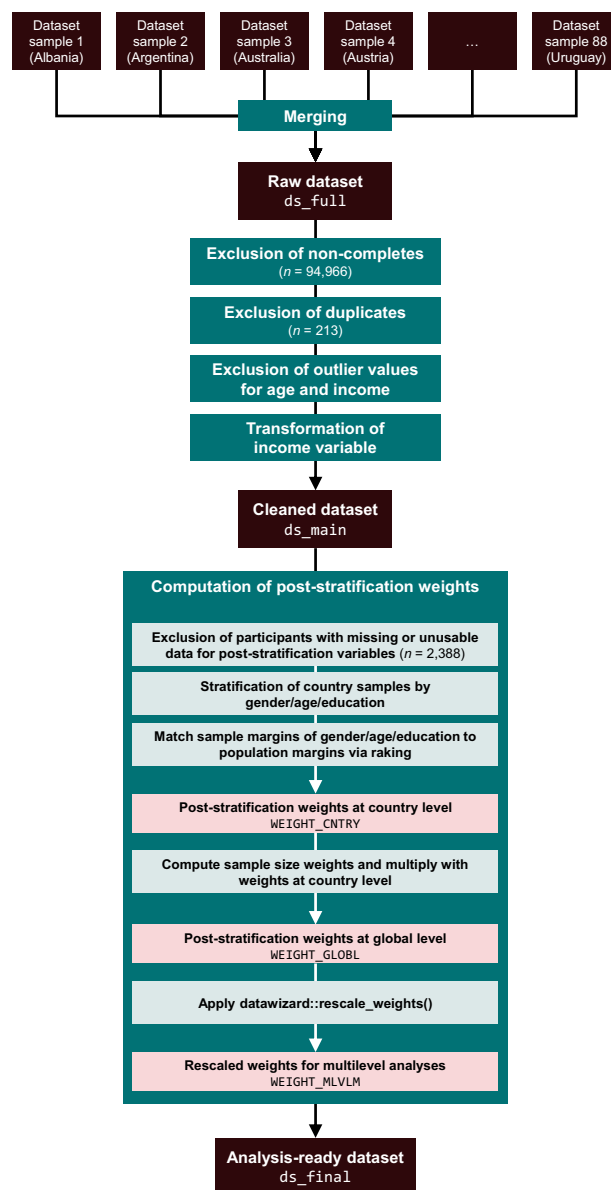 Dataset
sample 1
(Albania)
Dataset
sample 2
(Argentina)
Dataset
sample 3
(Australia)
Dataset
sample 4
(Austria)
...
Dataset
sample 88
(Uruguay)
Merging
Raw dataset
ds_full
Exclusion of non-completes
(n = 94,966)
Exclusion of duplicates
(n = 213)
Exclusion of outlier values
for age and income
Transformation of
income variable
Cleaned dataset
ds_main
Computation of post-stratification weights
Exclusion of participants with missing or unusable
data for post-stratification variables (n = 2,388)
Stratification of country samples by
gender/age/education
Match sample margins of gender/age/education to
population margins via raking
Post-stratification weights at country level
WEIGHT_CNTRY
Compute sample size weights and multiply with
weights at country level
Post-stratification weights at global level
WEIGHT_GLOBL
Apply datawizard::rescale_weights()
Rescaled weights for multilevel analyses
WEIGHT_MLVLM
Analysis-ready dataset
ds_final